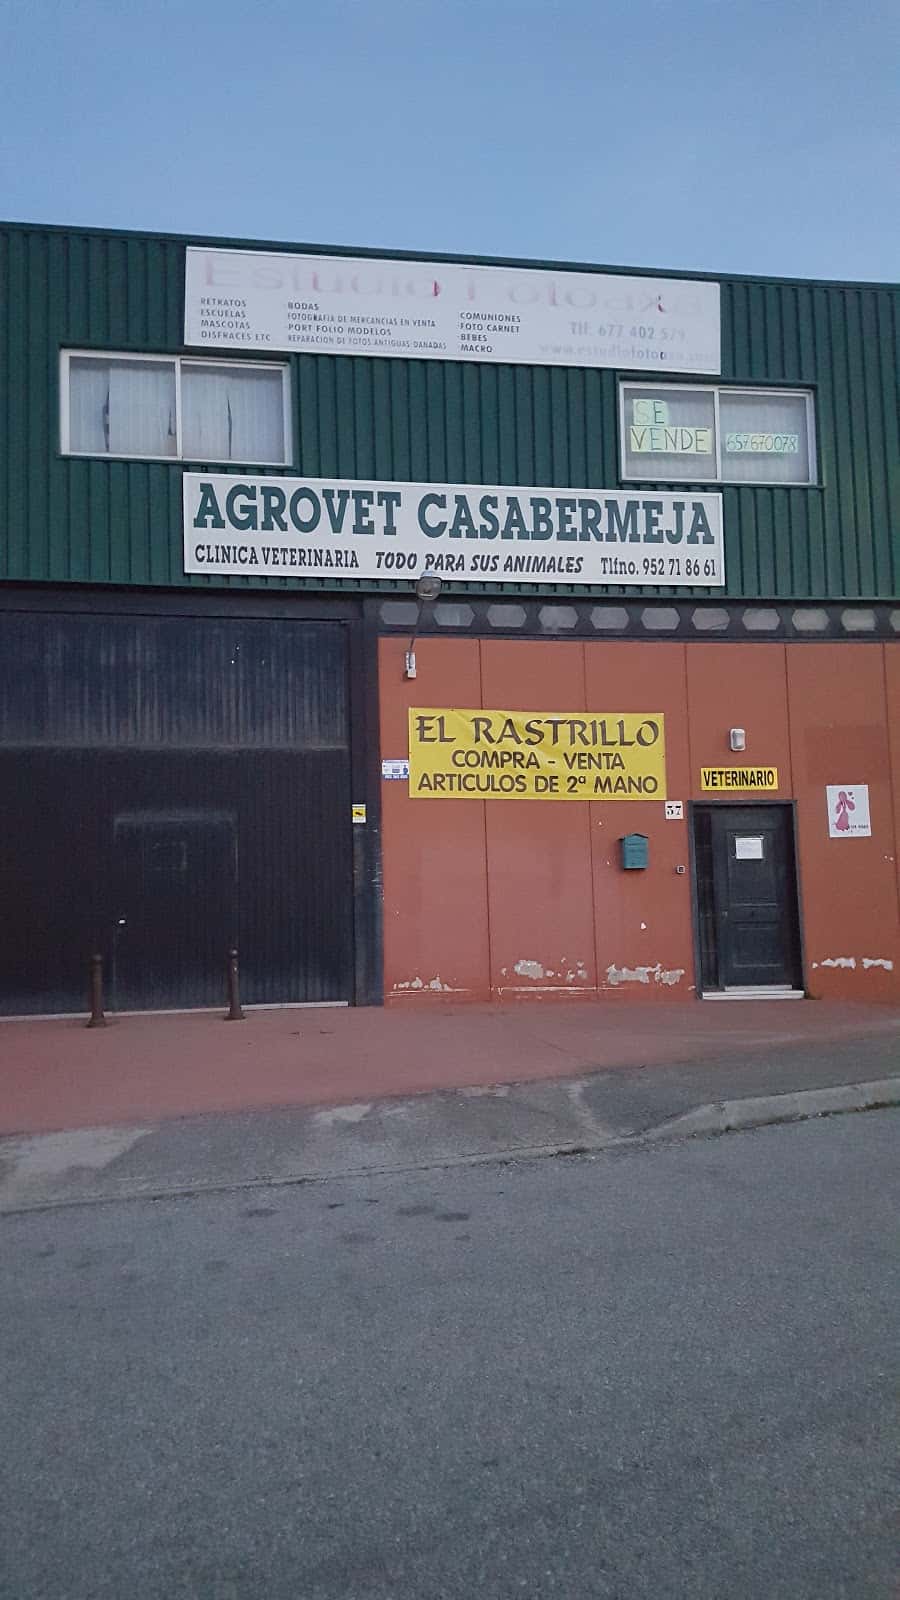 Estudio Fotoaxa
RETRATOS
ESCUELAS
MASCOTAS
DISFRACES ETC
BODAS
FOTOGRAFIA DE MERCANCIAS EN VENTA
PORT FOLIO MODELOS
REPARACION DE FOTOS ANTIGUAS-DAÑADAS
COMUNIONES
FOTO CARNET
BEBES
MACRO
Tlf. 677 402 579
SE
VENDE
657670078
AGROVET CASABERMEJA
CLINICA VETERINARIA TODO PARA SUS ANIMALES Tlfno. 952 71 86 61
EL RASTRILLO
COMPRA - VENTA
ARTICULOS DE 2ª MANO
VETERINARIO
37